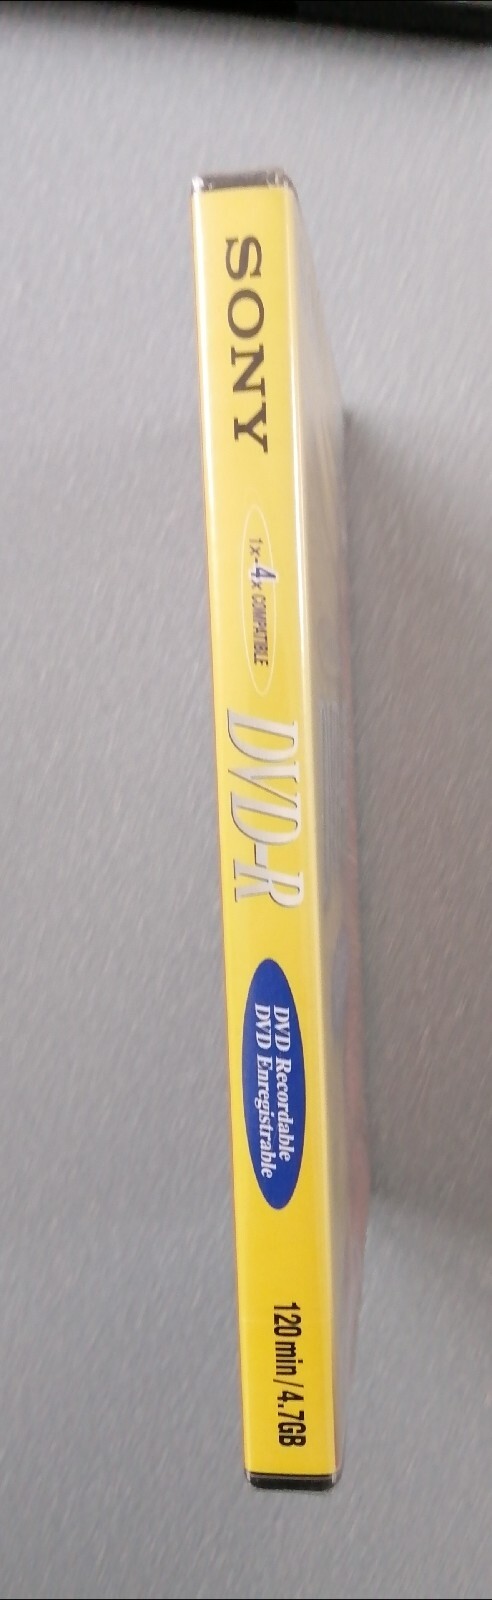 SONY
1x-4x COMPATIBLE
DVD-R
DVD Recordable
DVD Enregistrable
120 min / 4.7GB